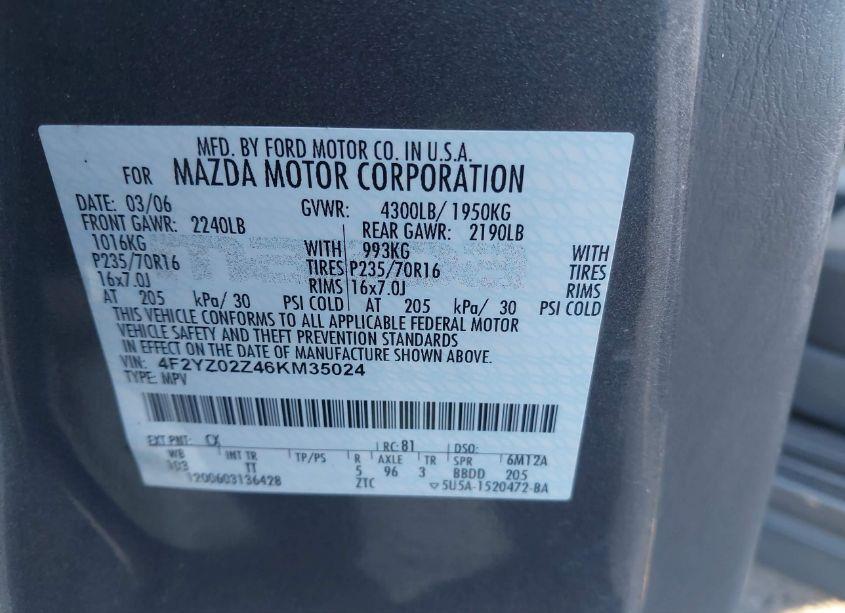 MFD. BY FORD MOTOR CO. IN U.S.A.
FOR MAZDA MOTOR CORPORATION
DATE: 03/06 GVWR: 4300LB/ 1950KG
FRONT GAWR: 2240LB REAR GAWR: 2190LB
1016KG WITH 993KG WITH
P235/70R16 TIRES P235/70R16 TIRES
16x7.0J RIMS 16x7.0J RIMS
AT 205 kPa/ 30 PSI COLD AT 205 kPa/ 30 PSI COLD
THIS VEHICLE CONFORMS TO ALL APPLICABLE FEDERAL MOTOR
VEHICLE SAFETY AND THEFT PREVENTION STANDARDS
IN EFFECT ON THE DATE OF MANUFACTURE SHOWN ABOVE.
VIN: 4F2YZ02Z46KM35024
TYPE: MPV
EXT PNT: CX RC: 81 DSO:
WB INT TR TP/PS R AXLE TR SPR 6MT2A
103 TT 5 96 3 BBDD 205
1200603136428 ZTC 5U5A-1520472-BA